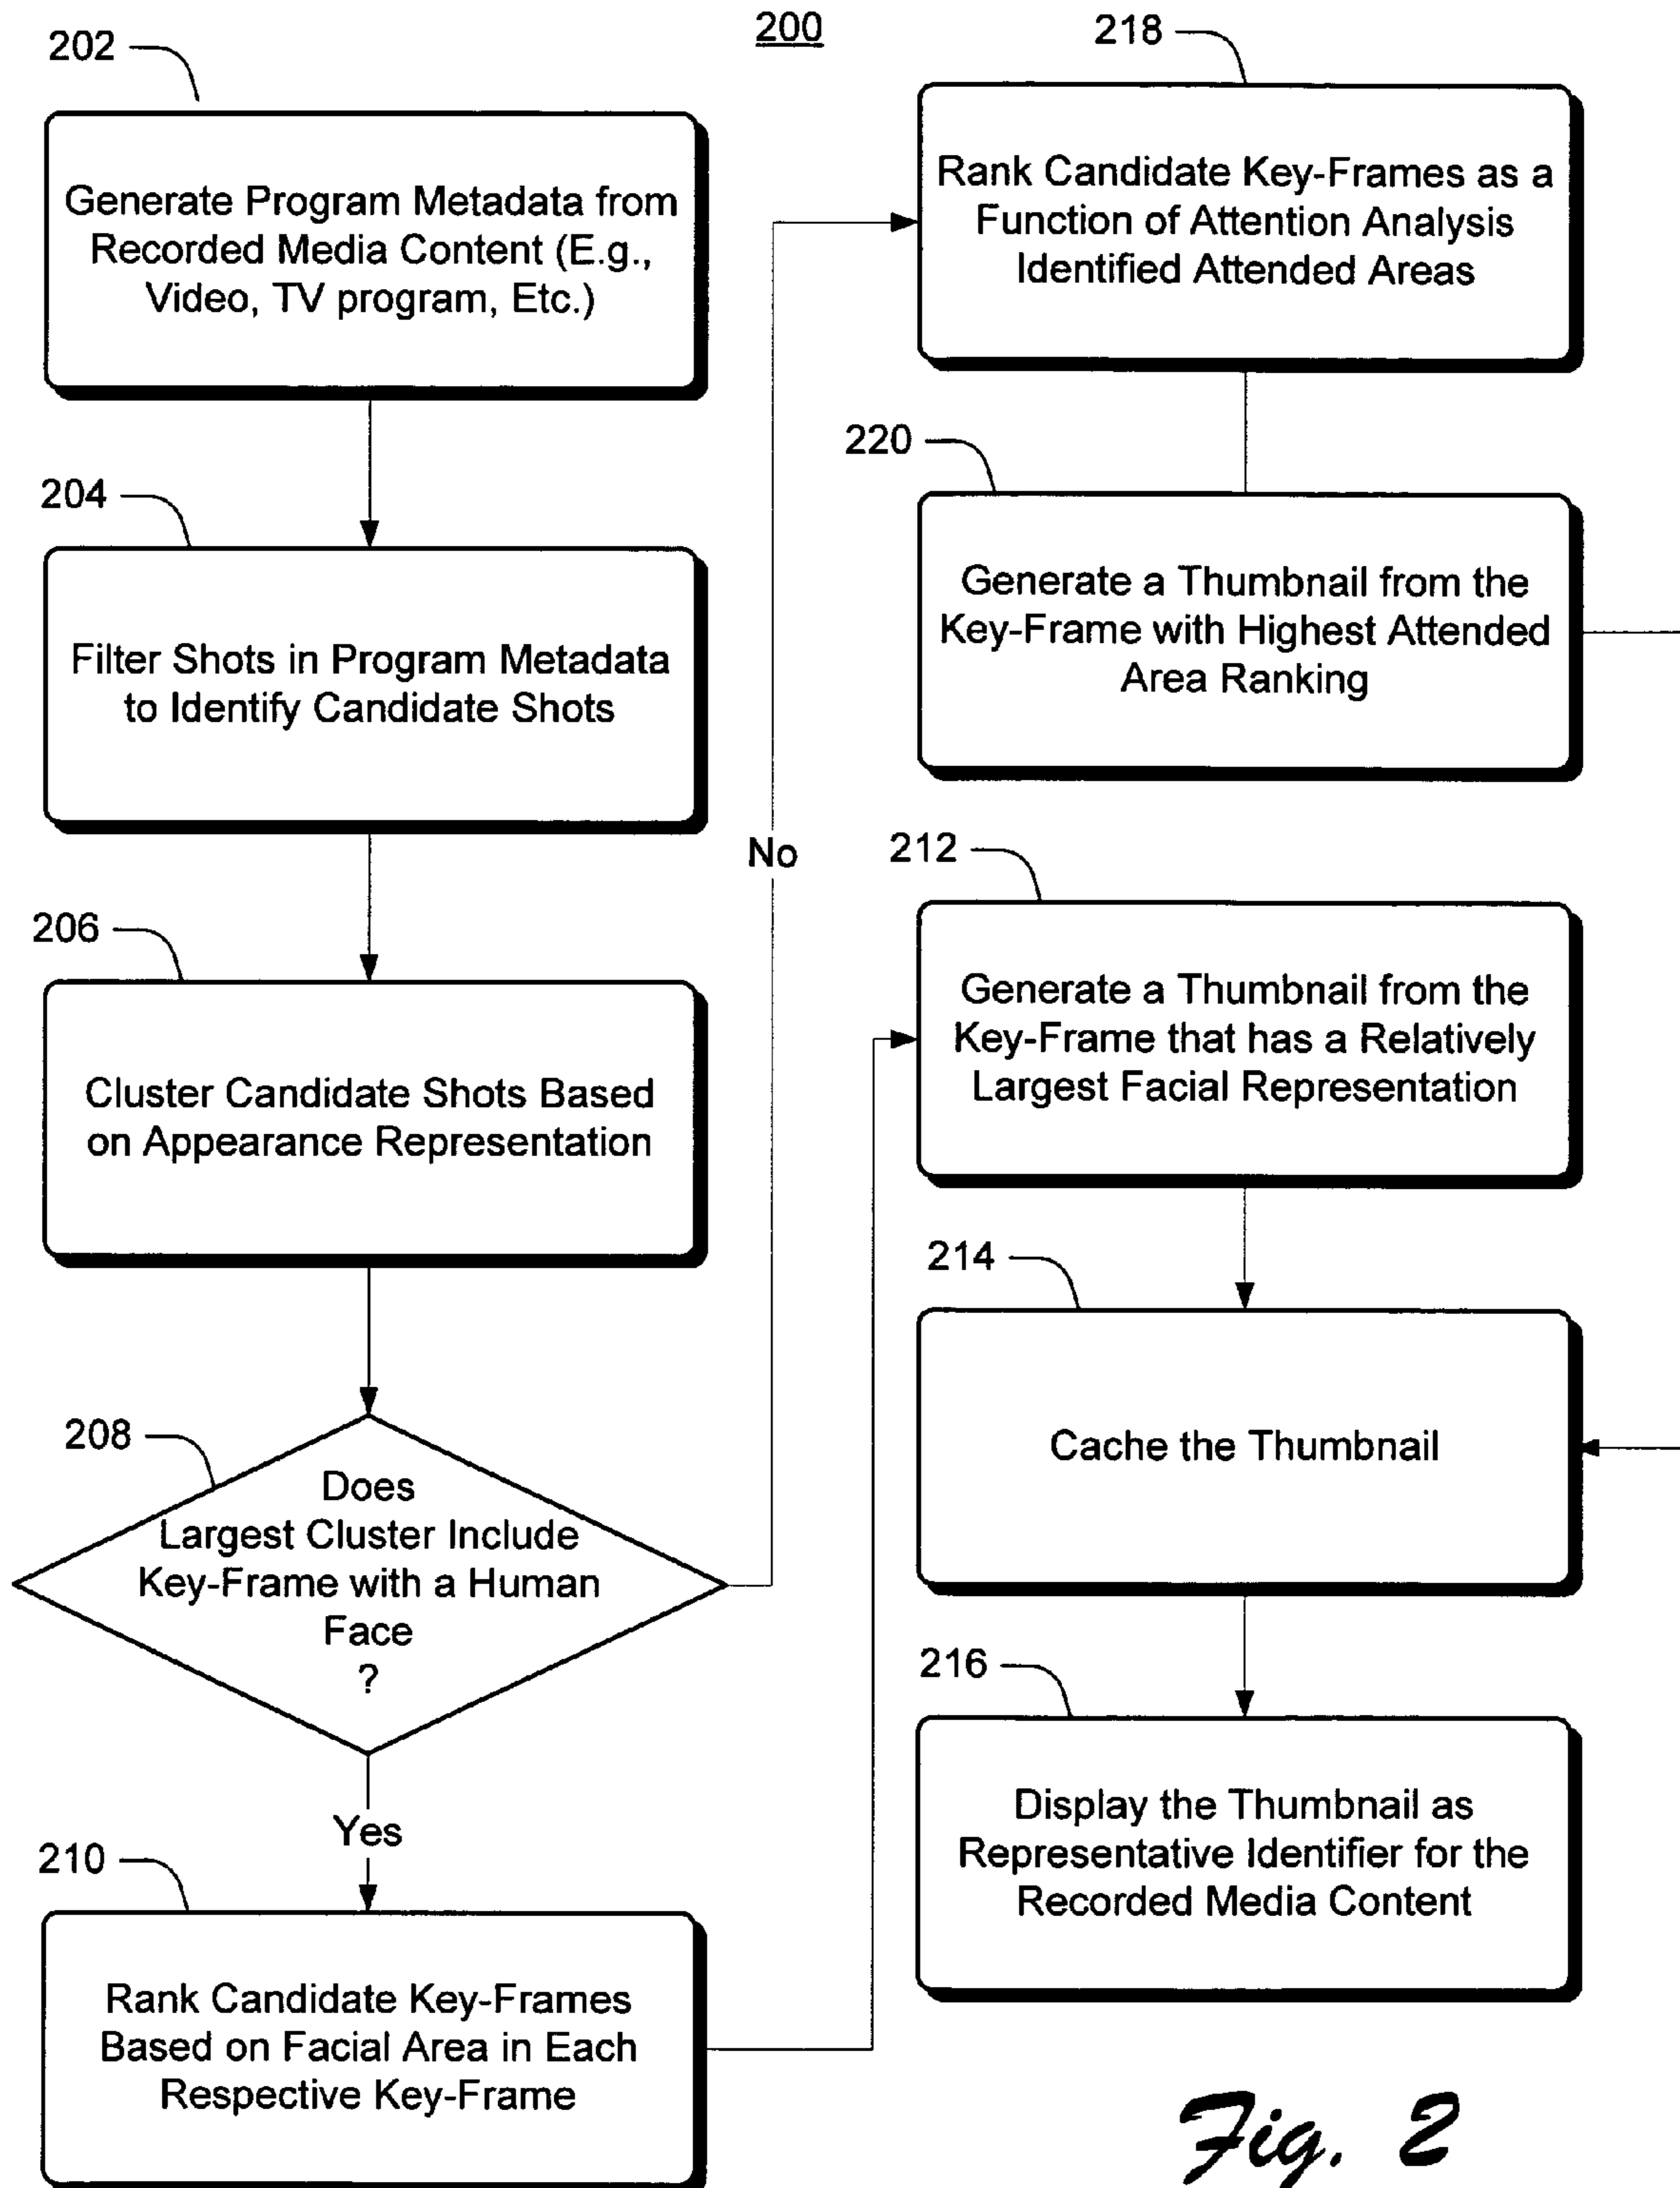 200
202
Generate Program Metadata from
Recorded Media Content (E.g.,
Video, TV program, Etc.)
204
Filter Shots in Program Metadata
to Identify Candidate Shots
206
Cluster Candidate Shots Based
on Appearance Representation
208
Does
Largest Cluster Include
Key-Frame with a Human
Face
?
Yes
No
210
Rank Candidate Key-Frames
Based on Facial Area in Each
Respective Key-Frame
218
Rank Candidate Key-Frames as a
Function of Attention Analysis
Identified Attended Areas
220
Generate a Thumbnail from the
Key-Frame with Highest Attended
Area Ranking
212
Generate a Thumbnail from the
Key-Frame that has a Relatively
Largest Facial Representation
214
Cache the Thumbnail
216
Display the Thumbnail as
Representative Identifier for the
Recorded Media Content
Fig. 2